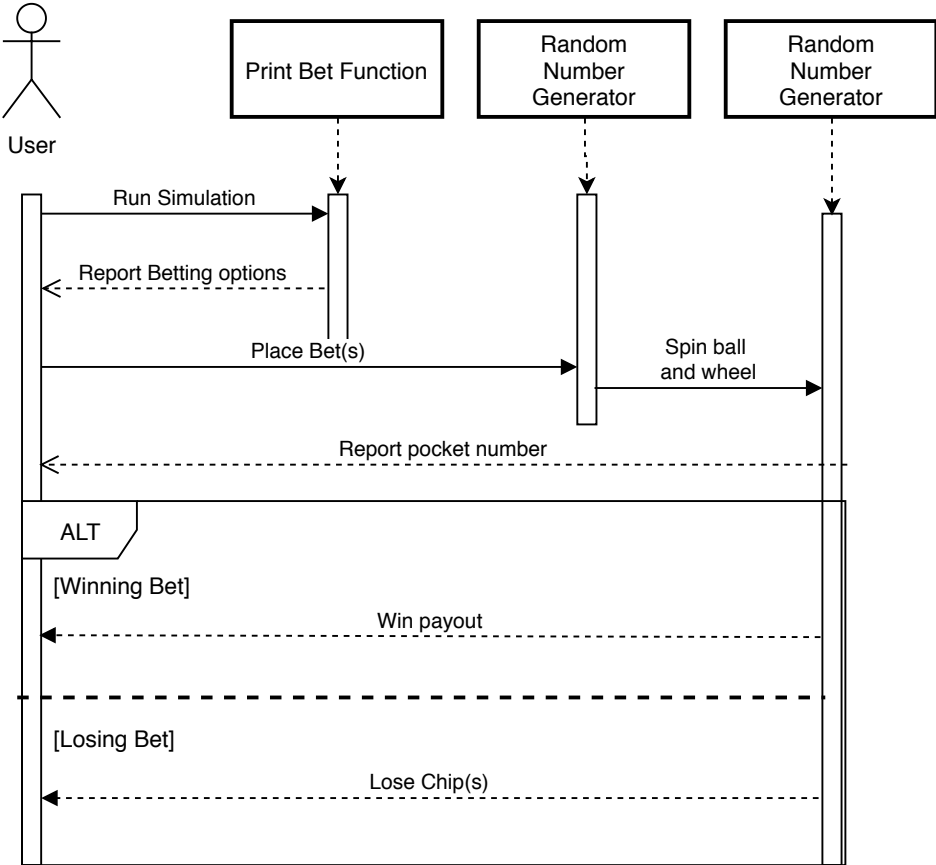 User
Print Bet Function
Random
Number
Generator
Random
Number
Generator
Run Simulation
Report Betting options
Place Bet(s)
Spin ball
and wheel
Report pocket number
ALT
[Winning Bet]
Win payout
[Losing Bet]
Lose Chip(s)